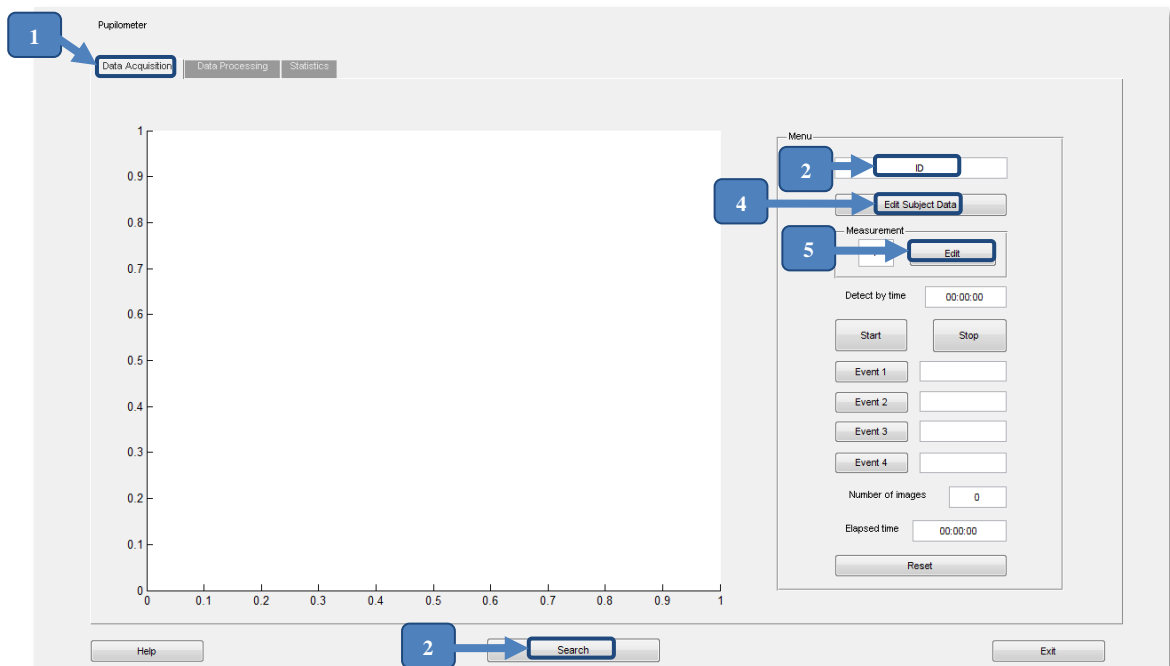 Pupilometer
1
Data Acquisition Data Processing Statistics
Menu
2 ID
4 Edit Subject Data
Measurement
5 Edit
Detect by time 00:00:00
Start Stop
Event 1
Event 2
Event 3
Event 4
Number of images 0
Elapsed time 00:00:00
Reset
1
0.9
0.8
0.7
0.6
0.5
0.4
0.3
0.2
0.1
0
0 0.1 0.2 0.3 0.4 0.5 0.6 0.7 0.8 0.9 1
Help 2 Search Exit